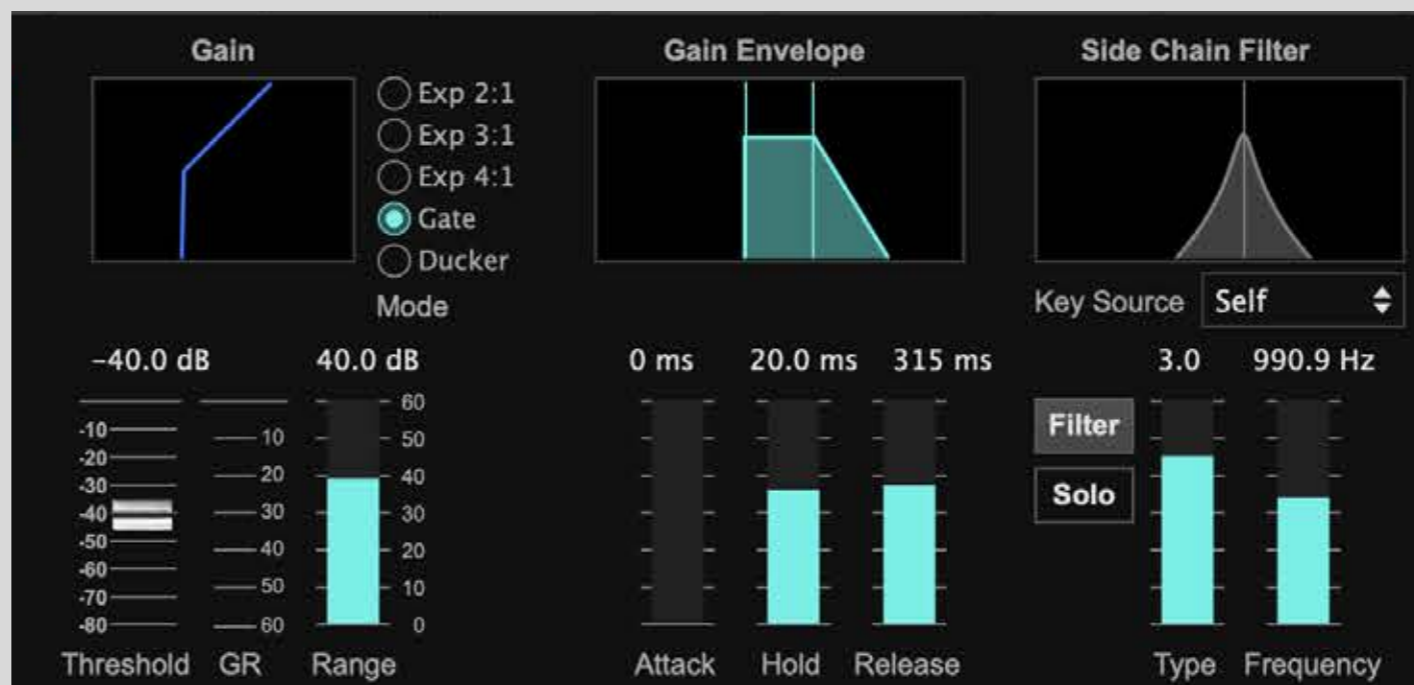 Gain
Exp 2:1
Exp 3:1
Exp 4:1
Gate
Ducker
Mode
Gain Envelope
Side Chain Filter
Key Source Self
−40.0 dB 40.0 dB
-10
-20
-30
-40
-50
-60
-70
-80
10
20
30
40
50
60
60
50
40
30
20
10
0
Threshold GR Range
0 ms 20.0 ms 315 ms
Attack Hold Release
3.0 990.9 Hz
Filter
Solo
Type Frequency